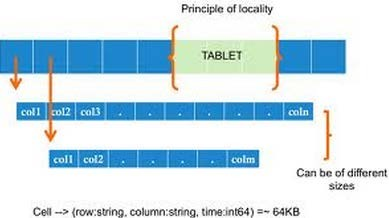 Principle of locality
TABLET
col1 col2 col3 . . . . . . coln
col1 col2 . . . . colm
Can be of different
sizes
Cell --> (row:string, column:string, time:int64) =~ 64KB